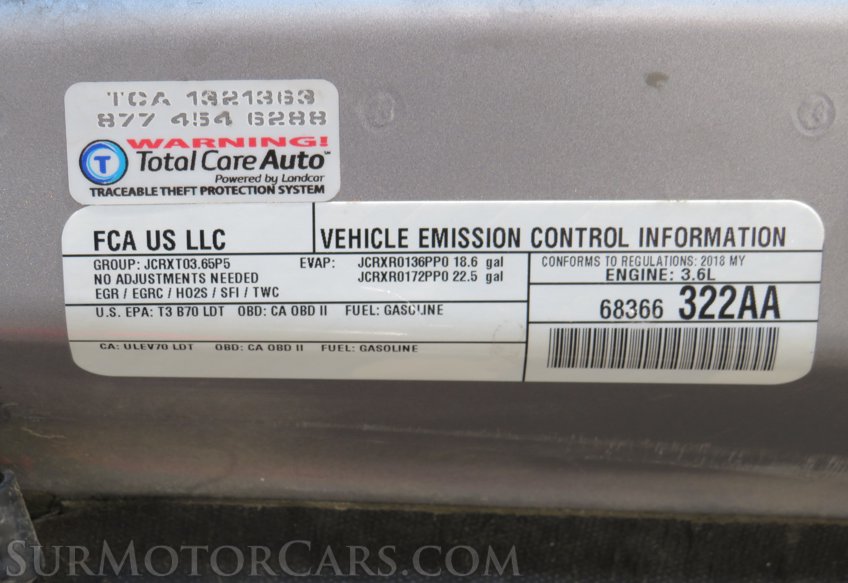 TCA 1321363
877 454 6288
WARNING!
T Total Care Auto™
Powered by Landcar
TRACEABLE THEFT PROTECTION SYSTEM
FCA US LLC
VEHICLE EMISSION CONTROL INFORMATION
GROUP: JCRXT03.65P5 EVAP: JCRXR0136PP0 18.6 gal
NO ADJUSTMENTS NEEDED JCRXR0172PP0 22.5 gal
EGR / EGRC / HO2S / SFI / TWC
CONFORMS TO REGULATIONS: 2018 MY
ENGINE: 3.6L
U.S. EPA: T3 B70 LDT OBD: CA OBD II FUEL: GASOLINE
68366 322AA
CA: ULEV70 LDT OBD: CA OBD II FUEL: GASOLINE
SURMOTORCARS.COM